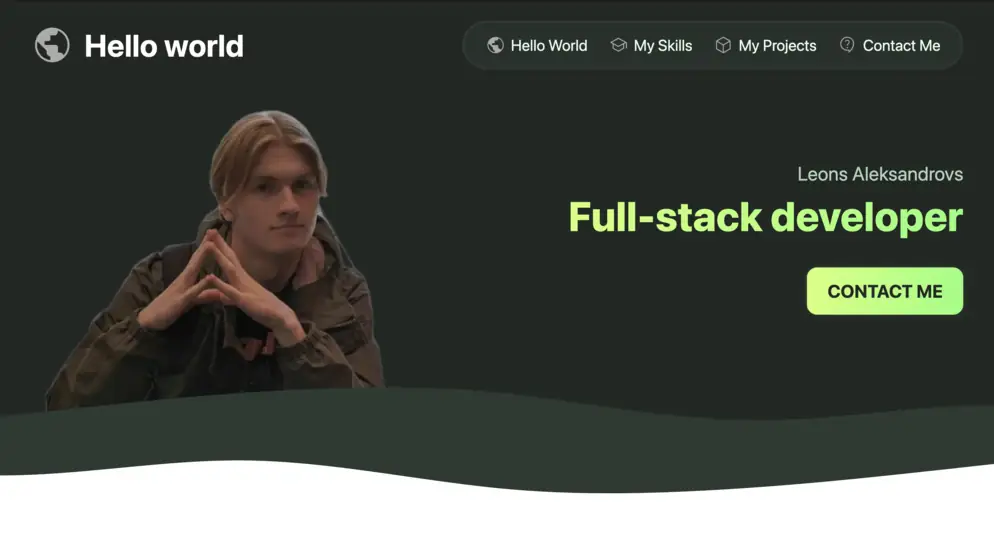 Hello world
Hello World My Skills My Projects Contact Me
Leons Aleksandrovs
Full-stack developer
CONTACT ME